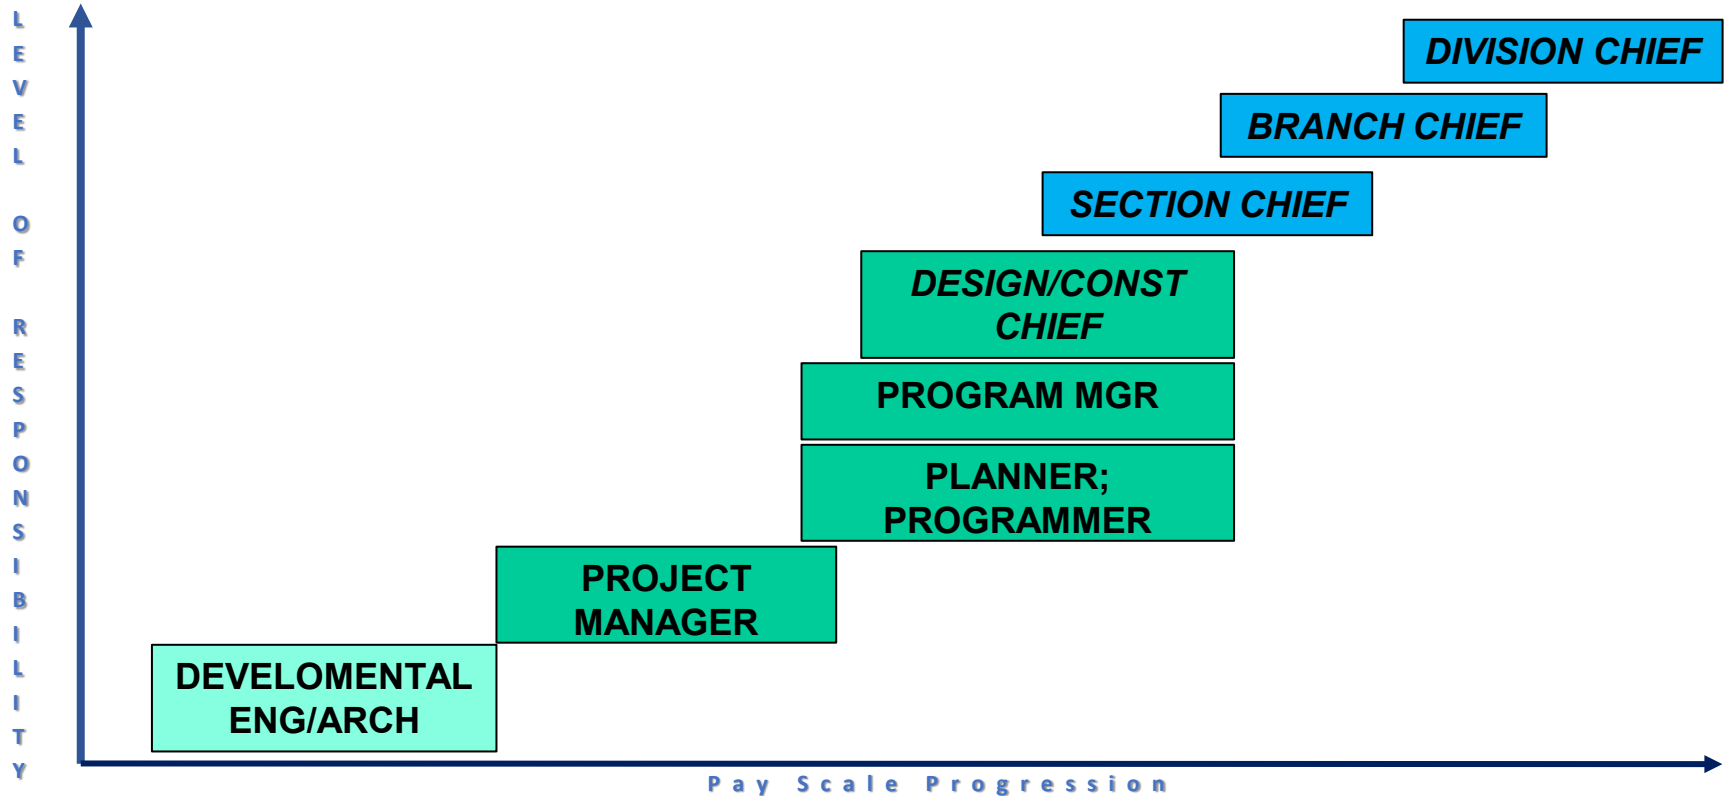 LEVEL OF RESPONSIBILITY
DIVISION CHIEF
BRANCH CHIEF
SECTION CHIEF
DESIGN/CONST
CHIEF
PROGRAM MGR
PLANNER;
PROGRAMMER
PROJECT
MANAGER
DEVELOMENTAL
ENG/ARCH
Pay Scale Progression